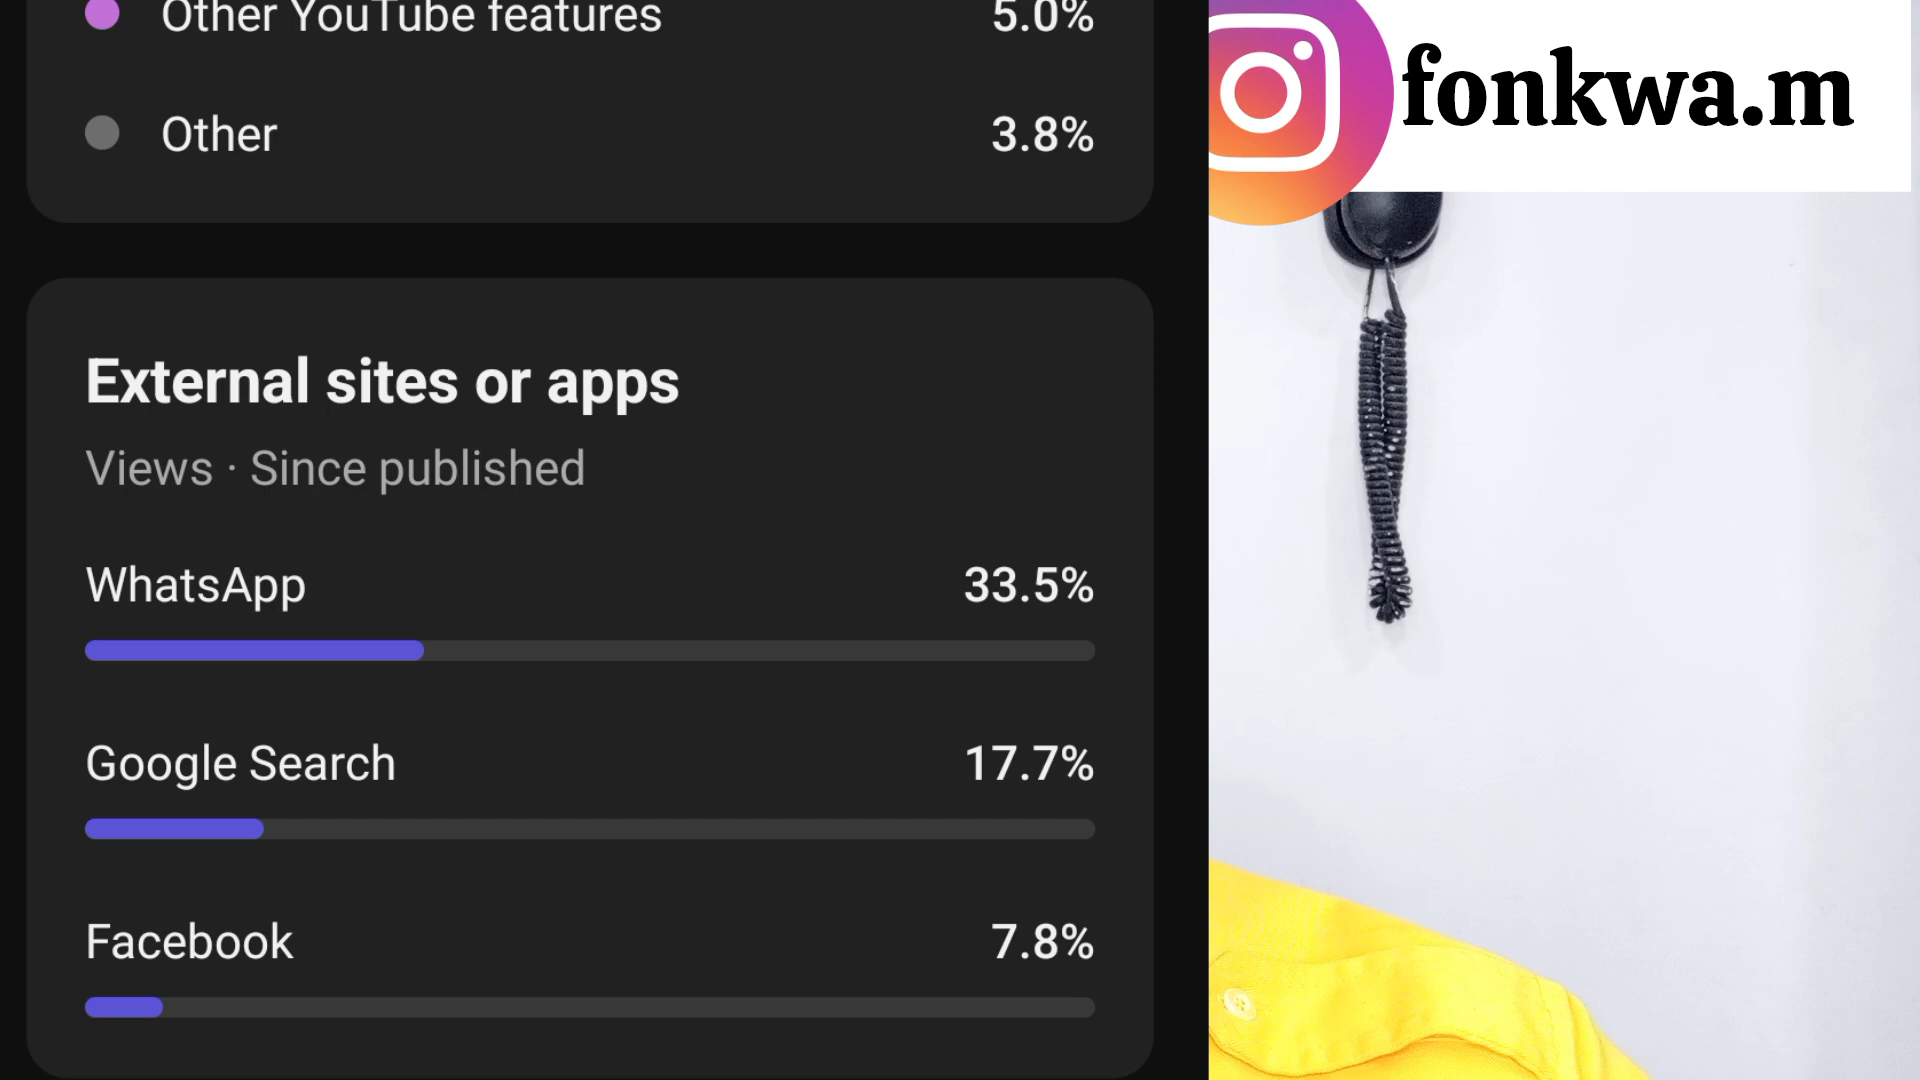 Other YouTube features 5.0%
Other 3.8%
External sites or apps
Views · Since published
WhatsApp 33.5%
Google Search 17.7%
Facebook 7.8%
fonkwa.m